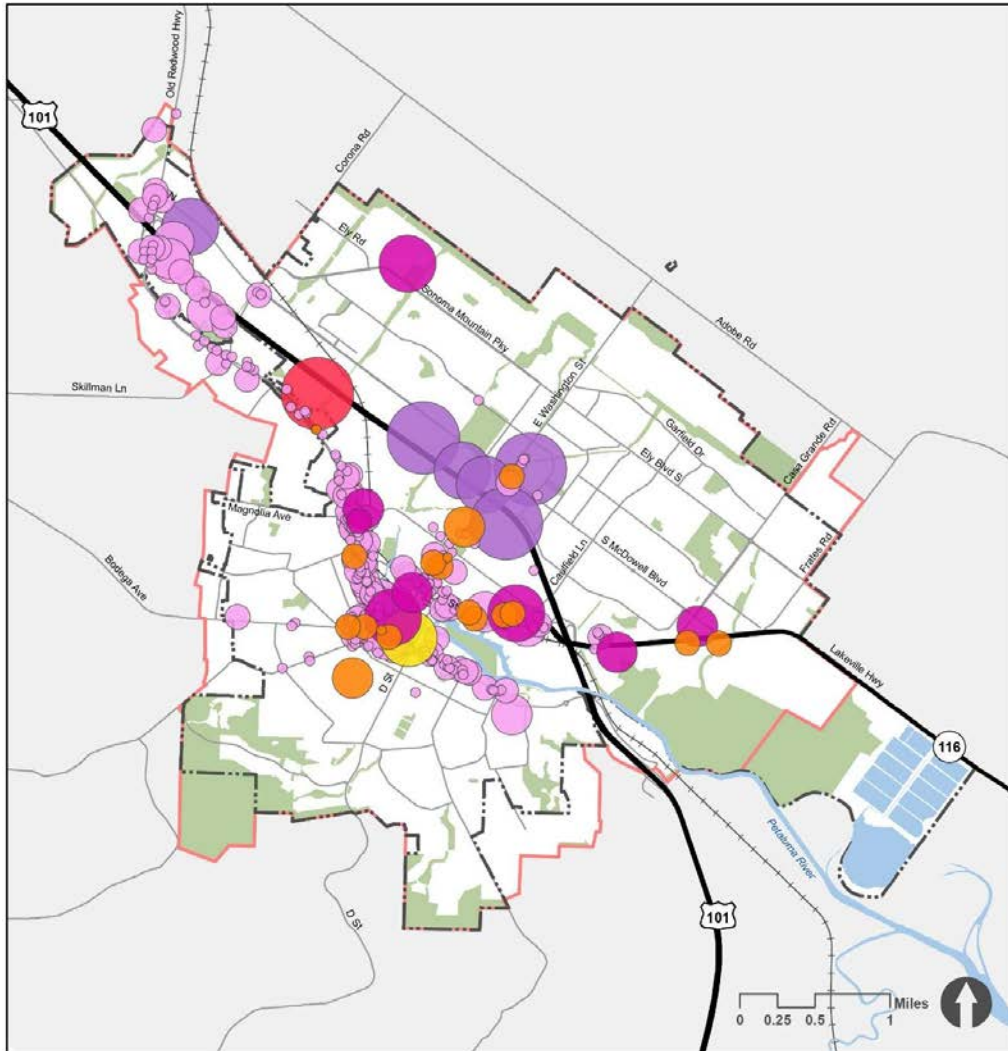 Old Redwood Hwy
101
Corona Rd
N
Ely Rd
Sonoma Mountain Pky
Adobe Rd
E Washington St
Skillman Ln
Garfield Dr
Ely Blvd S
Casa Grande Rd
Magnolia Ave
Frates Rd
S McDowell Blvd
Caulfield Ln
Bodega Ave
St
Lakeville Hwy
D St
116
Petaluma River
101
D St
Miles
0 0.25 0.5 1